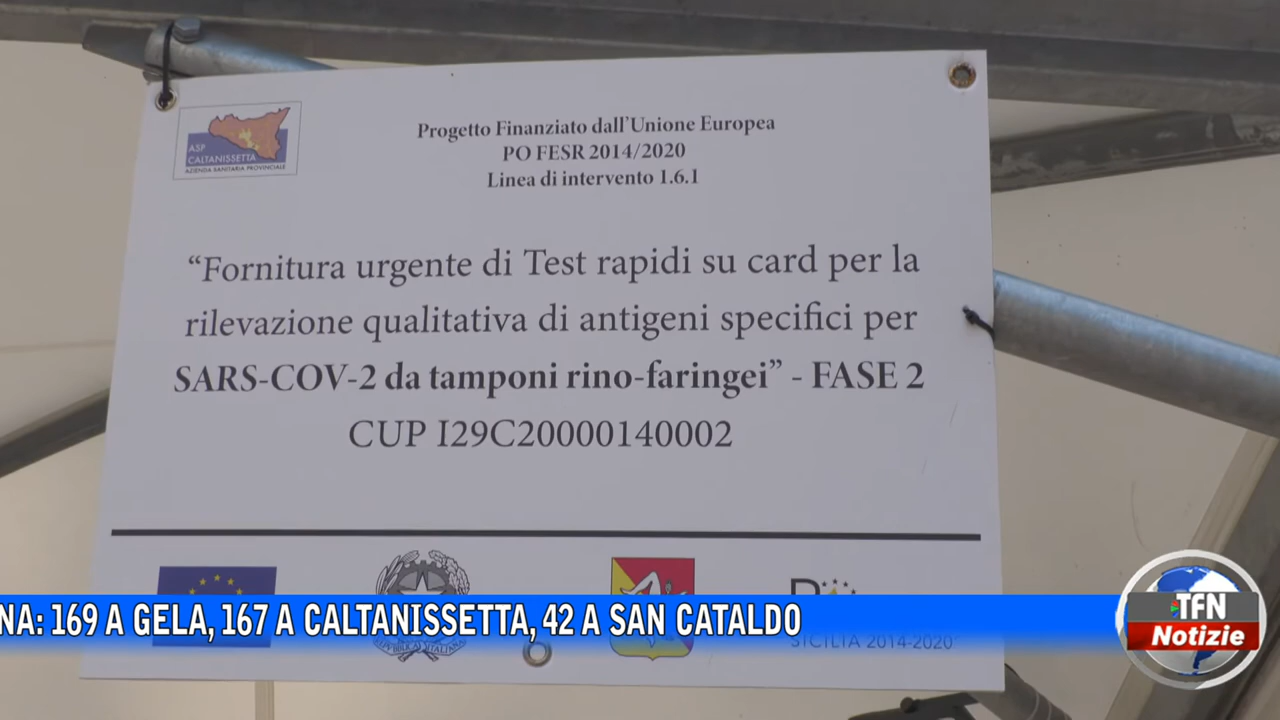 ASP
CALTANISSETTA
AZIENDA SANITARIA PROVINCIALE
Progetto Finanziato dall'Unione Europea
PO FESR 2014/2020
Linea di intervento 1.6.1
“Fornitura urgente di Test rapidi su card per la
rilevazione qualitativa di antigeni specifici per
SARS-COV-2 da tamponi rino-faringei” - FASE 2
CUP I29C20000140002
NA: 169 A GELA, 167 A CALTANISSETTA, 42 A SAN CATALDO
SICILIA 2014-2020
TFN
Notizie